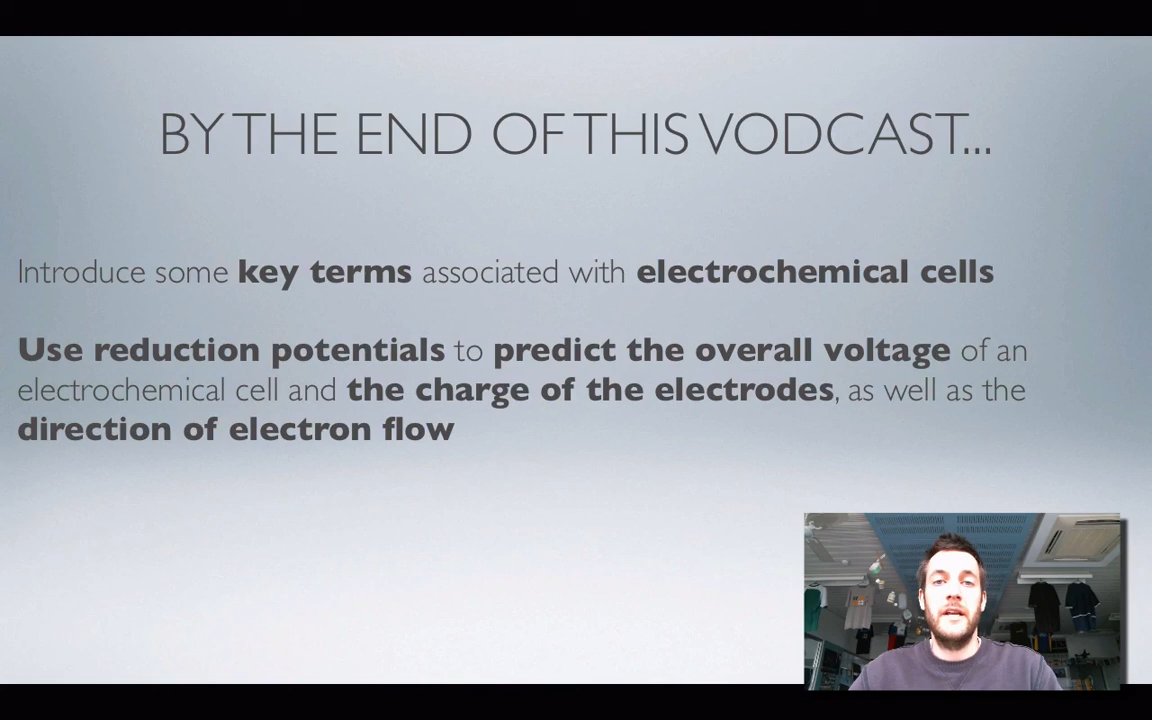 BY THE END OF THIS VODCAST...
Introduce some key terms associated with electrochemical cells
Use reduction potentials to predict the overall voltage of an
electrochemical cell and the charge of the electrodes, as well as the
direction of electron flow